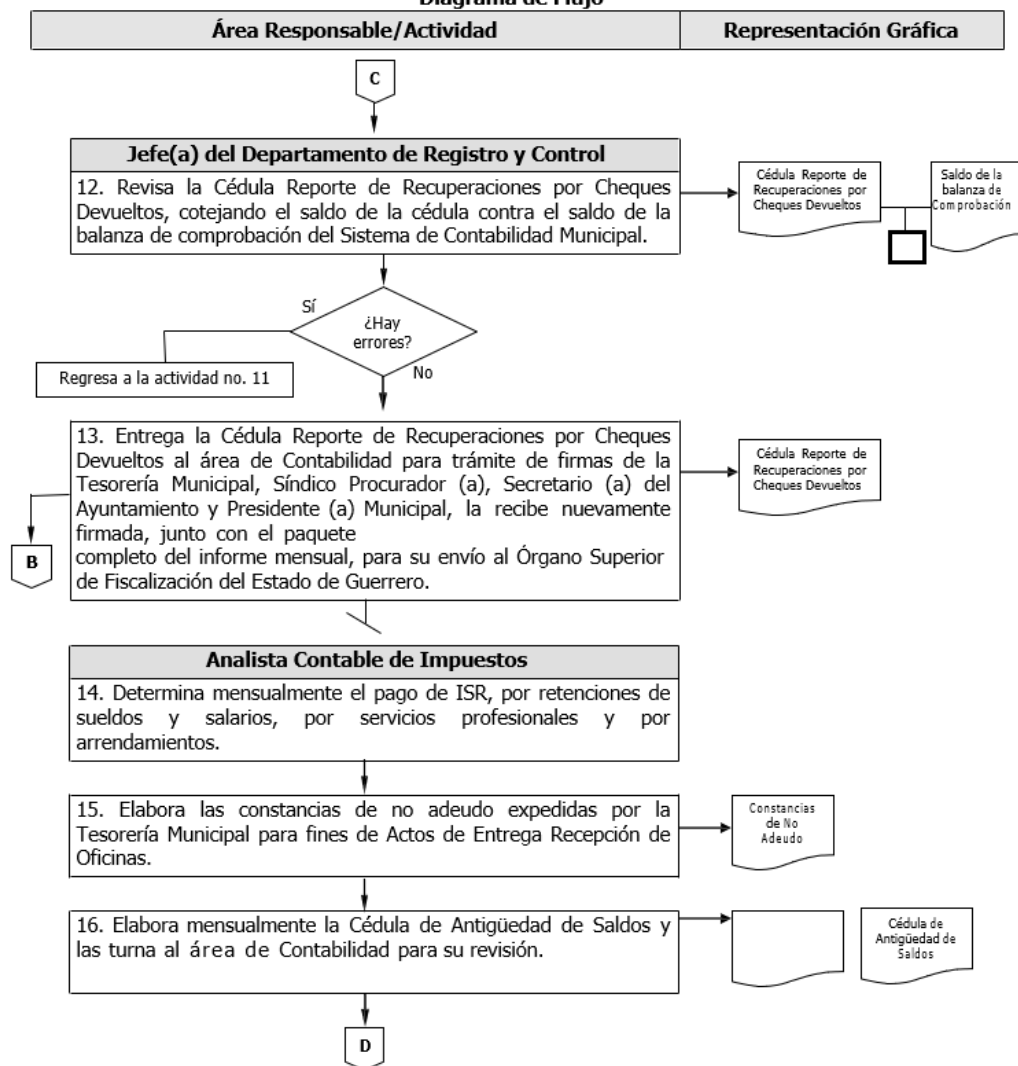 Diagrama de Flujo
Área Responsable/Actividad
Representación Gráfica
C
Jefe(a) del Departamento de Registro y Control
12. Revisa la Cédula Reporte de Recuperaciones por Cheques
Devueltos, cotejando el saldo de la cédula contra el saldo de la
balanza de comprobación del Sistema de Contabilidad Municipal.
Cédula Reporte de
Recuperaciones por
Cheques Devueltos
Saldo de la
balanza de
Comprobación
Sí
¿Hay
errores?
No
Regresa a la actividad no. 11
13. Entrega la Cédula Reporte de Recuperaciones por Cheques
Devueltos al área de Contabilidad para trámite de firmas de la
Tesorería Municipal, Síndico Procurador (a), Secretario (a) del
Ayuntamiento y Presidente (a) Municipal, la recibe nuevamente
firmada, junto con el paquete
completo del informe mensual, para su envío al Órgano Superior
de Fiscalización del Estado de Guerrero.
Cédula Reporte de
Recuperaciones por
Cheques Devueltos
B
Analista Contable de Impuestos
14. Determina mensualmente el pago de ISR, por retenciones de
sueldos y salarios, por servicios profesionales y por
arrendamientos.
15. Elabora las constancias de no adeudo expedidas por la
Tesorería Municipal para fines de Actos de Entrega Recepción de
Oficinas.
Constancias
de No
Adeudo
16. Elabora mensualmente la Cédula de Antigüedad de Saldos y
las turna al área de Contabilidad para su revisión.
Cédula de
Antigüedad de
Saldos
D